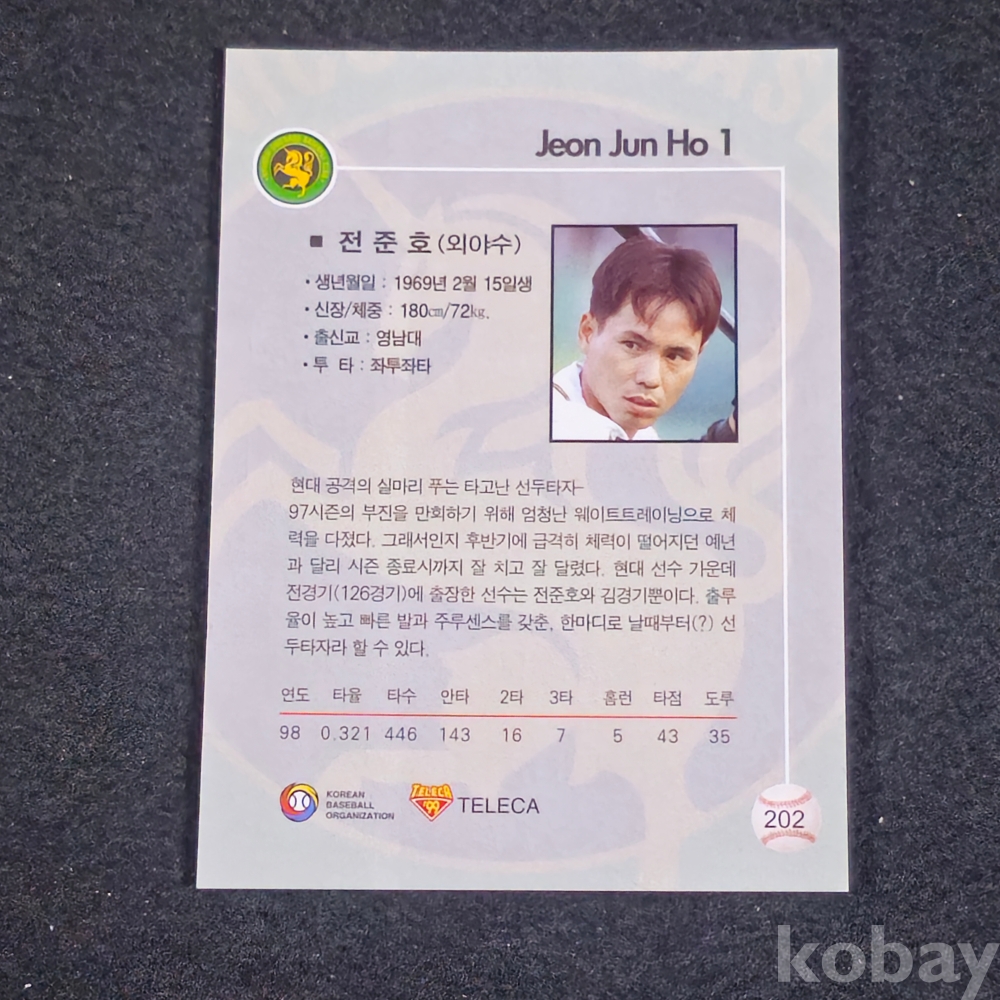 Jeon Jun Ho 1
■ 전 준 호(외야수)
• 생년월일 : 1969년 2월 15일생
• 신장/체중 : 180㎝/72㎏.
• 출신교 : 영남대
• 투 타 : 좌투좌타
현대 공격의 실마리 푸는 타고난 선두타자-
97시즌의 부진을 만회하기 위해 엄청난 웨이트트레이닝으로 체
력을 다졌다. 그래서인지 후반기에 급격히 체력이 떨어지던 예년
과 달리 시즌 종료시까지 잘 치고 잘 달렸다. 현대 선수 가운데
전경기(126경기)에 출장한 선수는 전준호와 김경기뿐이다. 출루
율이 높고 빠른 발과 주루센스를 갖춘, 한마디로 날때부터(?) 선
두타자라 할 수 있다.
연도 타율 타수 안타 2타 3타 홈런 타점 도루
98 0.321 446 143 16 7 5 43 35
KOREAN
BASEBALL
ORGANIZATION
TELECA
'99
TELECA
202
kobay